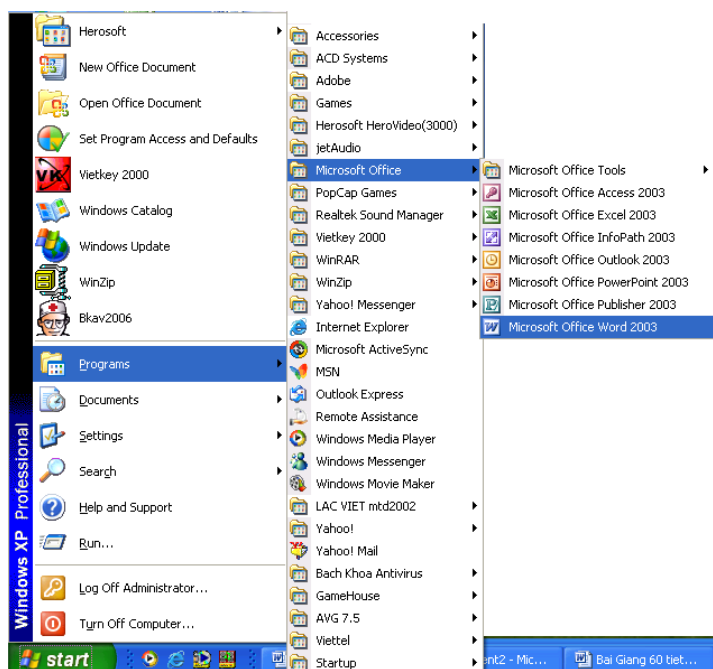 Herosoft
New Office Document
Open Office Document
Set Program Access and Defaults
VK
Vietkey 2000
Windows Catalog
Windows Update
WinZip
Bkav2006
Programs
Documents
Settings
Search
Help and Support
Run...
Log Off Administrator...
Turn Off Computer...
Windows XP Professional
Accessories
ACD Systems
Adobe
Games
Herosoft HeroVideo(3000)
jetAudio
Microsoft Office
PopCap Games
Realtek Sound Manager
Vietkey 2000
WinRAR
WinZip
Yahoo! Messenger
Internet Explorer
Microsoft ActiveSync
MSN
Outlook Express
Remote Assistance
Windows Media Player
Windows Messenger
Windows Movie Maker
LAC VIET mtd2002
Yahoo!
Yahoo! Mail
Bach Khoa Antivirus
GameHouse
AVG 7.5
Viettel
Startup
Microsoft Office Tools
Microsoft Office Access 2003
Microsoft Office Excel 2003
Microsoft Office InfoPath 2003
Microsoft Office Outlook 2003
Microsoft Office PowerPoint 2003
Microsoft Office Publisher 2003
Microsoft Office Word 2003
start
ent2 - Mic...
Bai Giang 60 tiet...